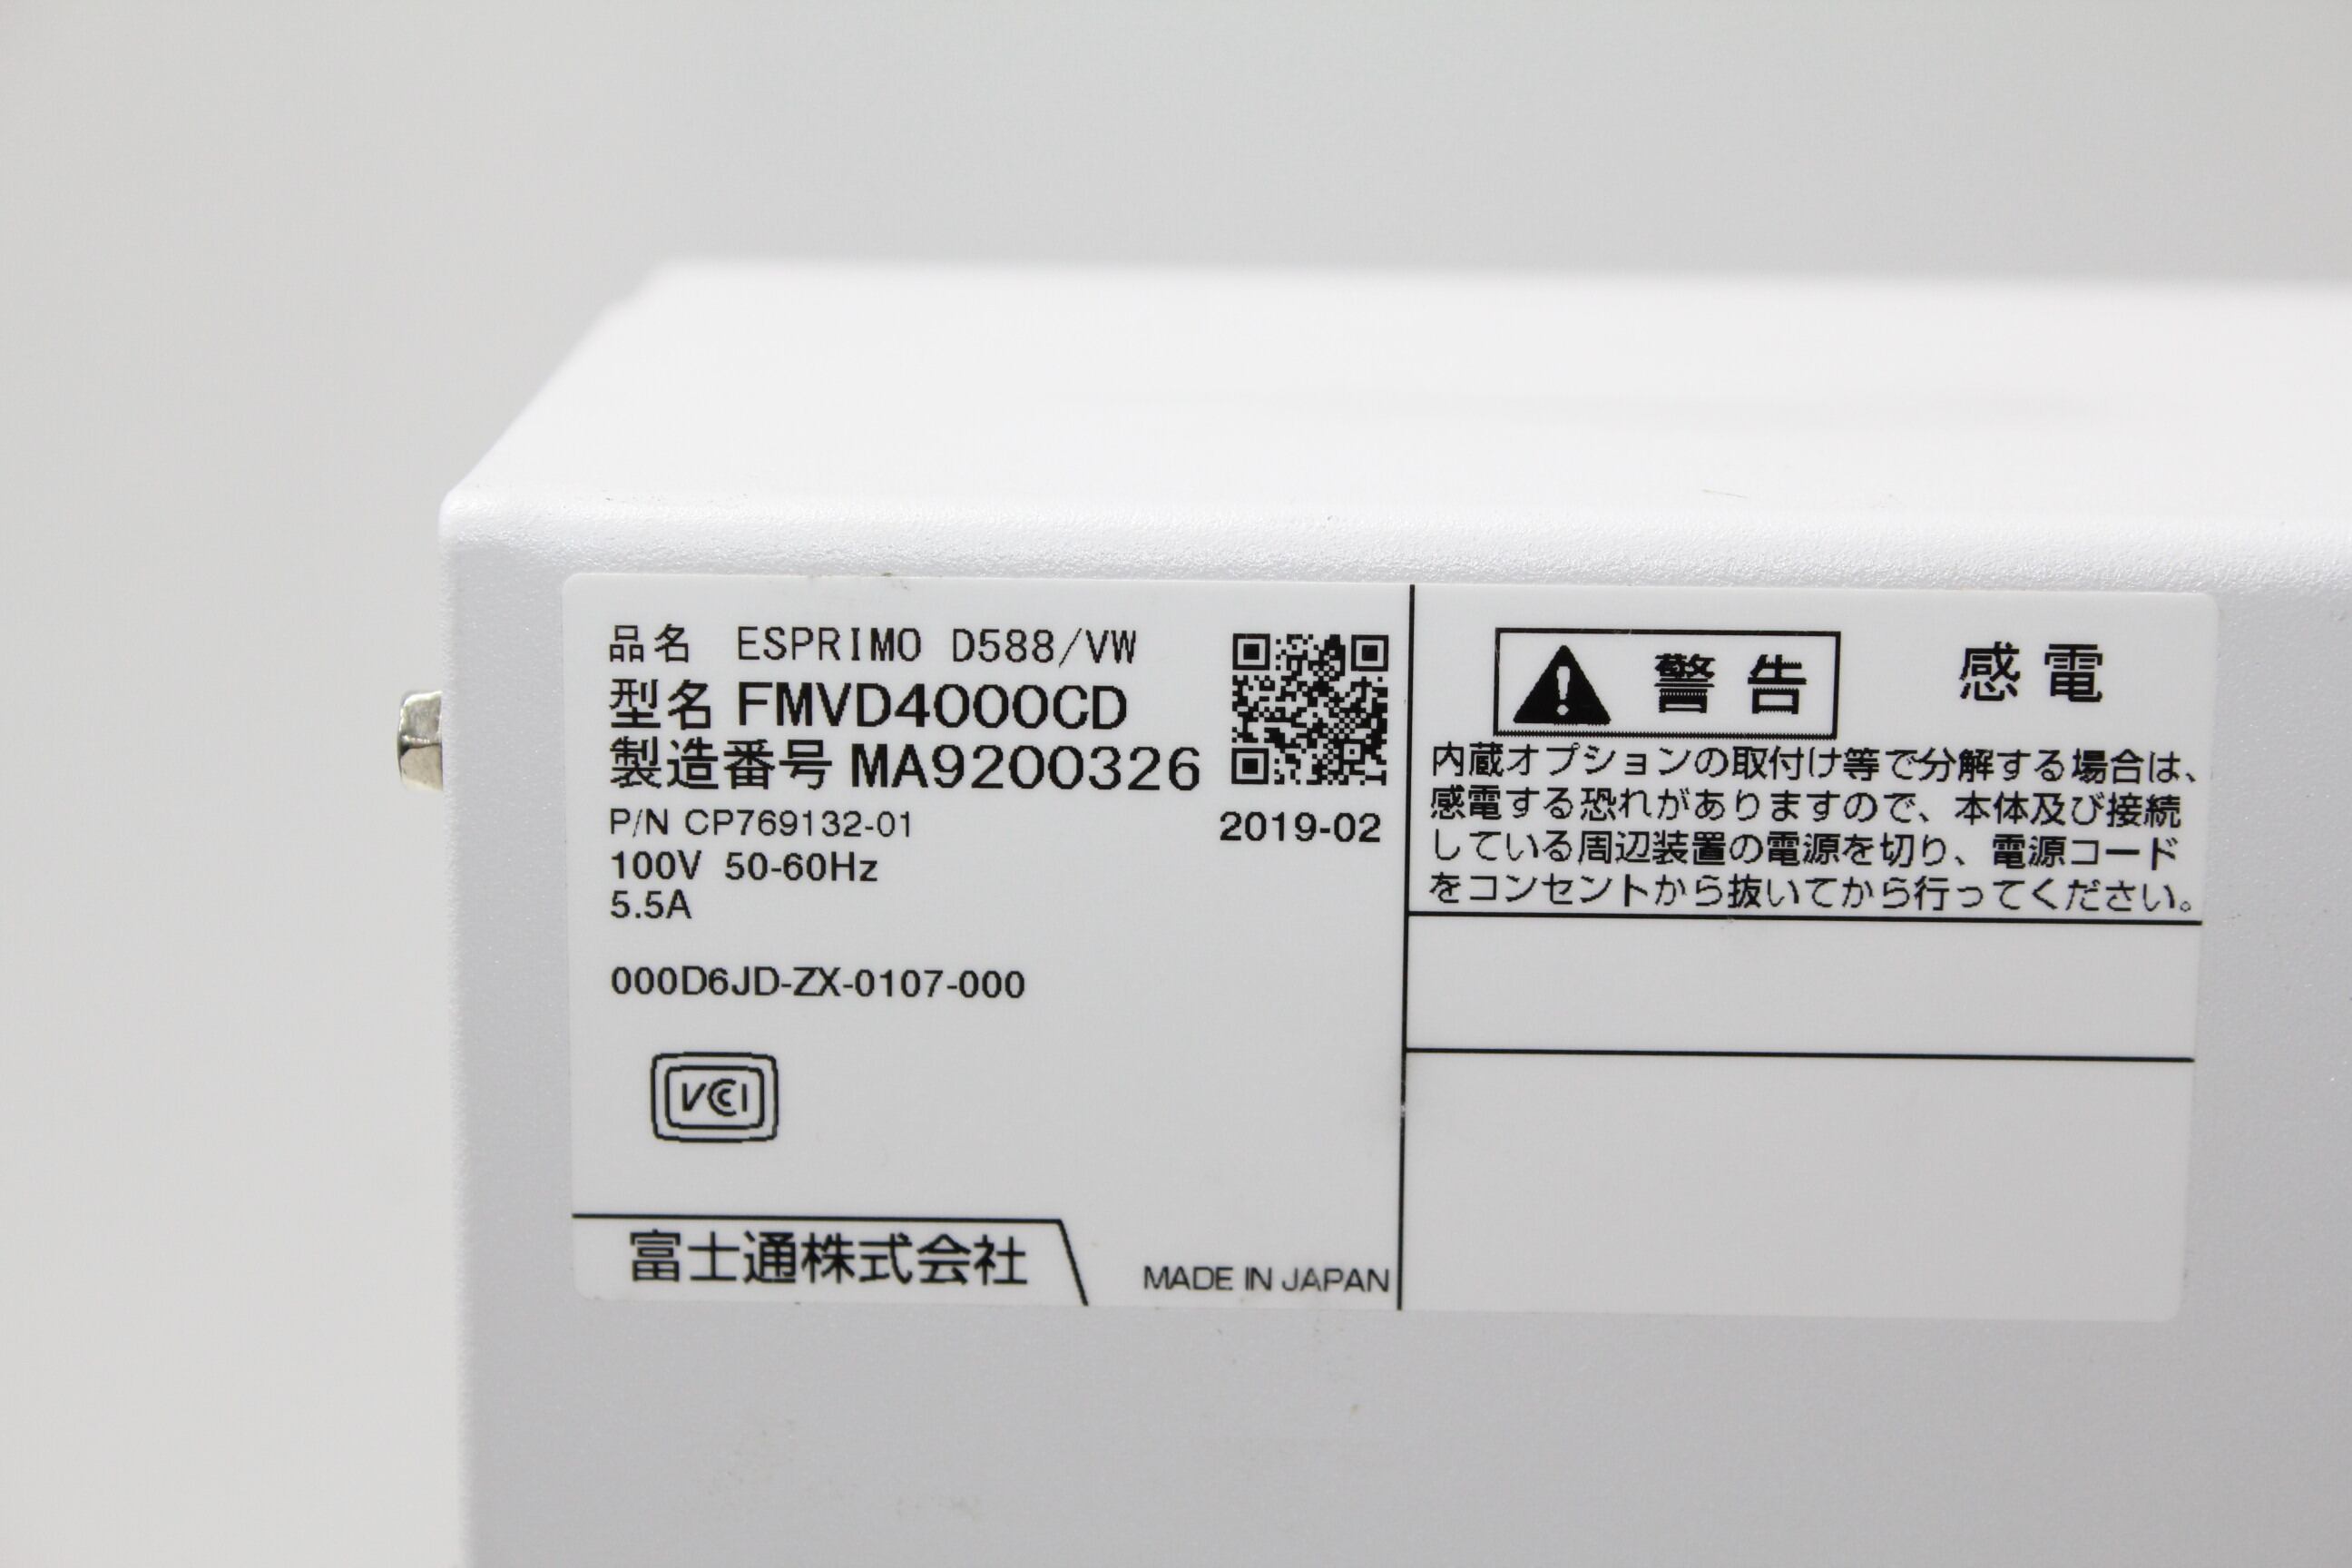 品名 ESPRIMO D588/VW
型名 FMVD4000CD
製造番号 MA9200326
P/N CP769132-01
2019-02
100V 50-60Hz
5.5A
000D6JD-ZX-0107-000
VCCI
富士通株式会社
MADE IN JAPAN
警告 感電
内蔵オプションの取付け等で分解する場合は、
感電する恐れがありますので、本体及び接続
している周辺装置の電源を切り、電源コード
をコンセントから抜いてから行ってください。